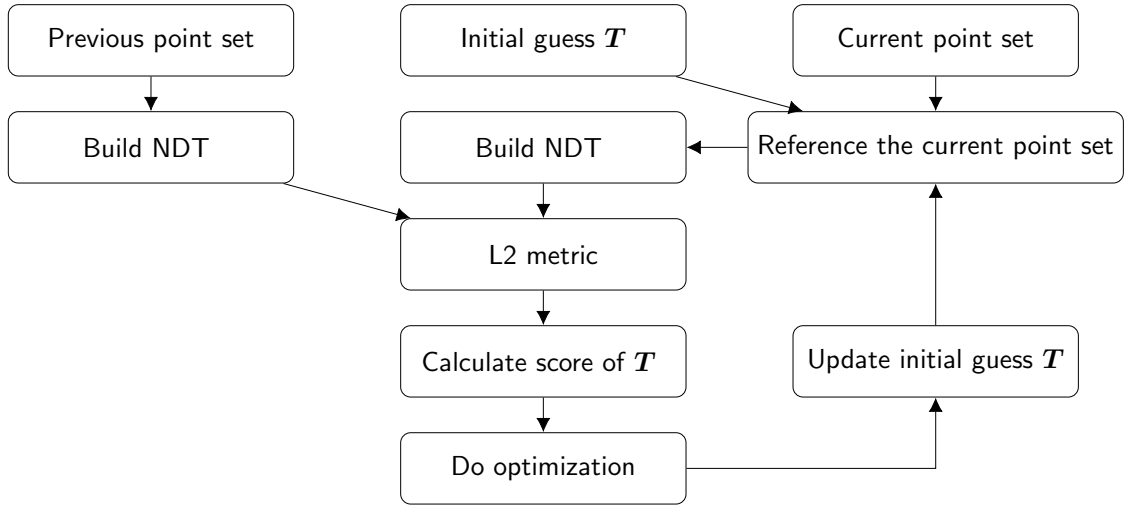 Previous point set
Initial guess T
Current point set
Build NDT
Build NDT
Reference the current point set
L2 metric
Calculate score of T
Update initial guess T
Do optimization